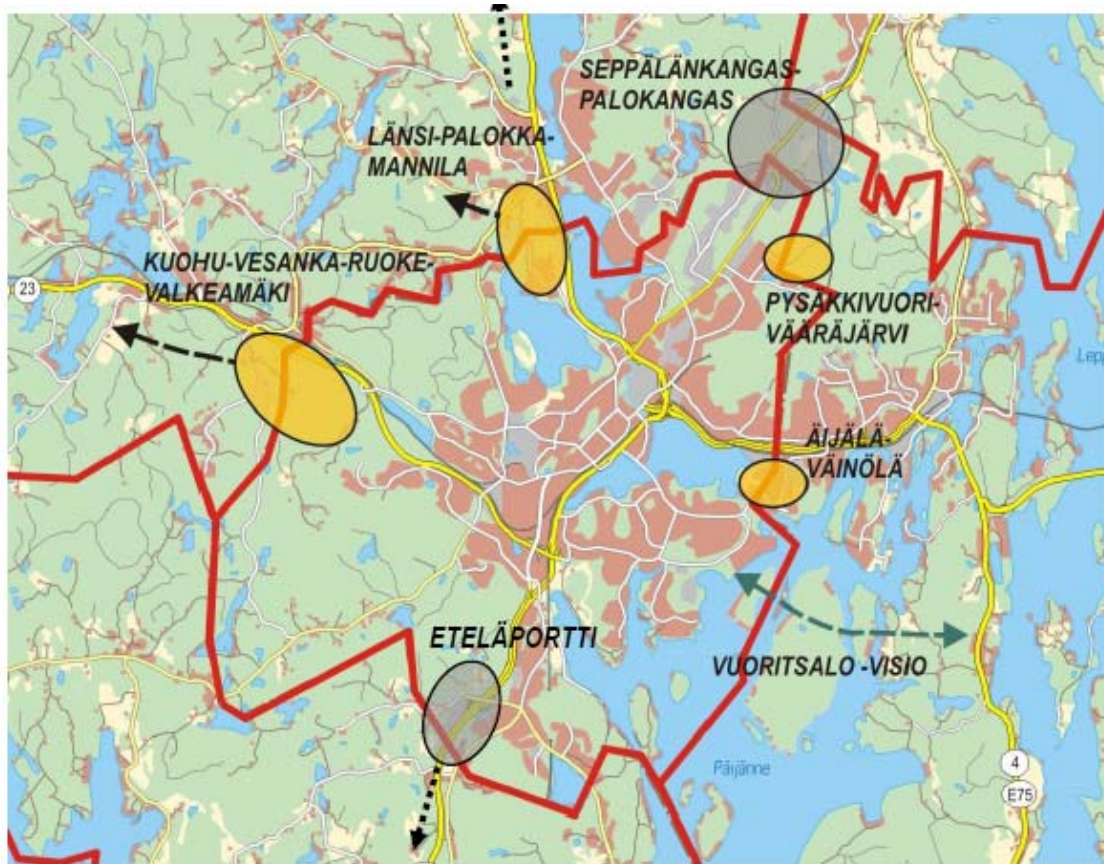 SEPPÄLÄNKANGAS-
PALOKANGAS
LÄNSI-PALOKKA-
MANNILA
KUOHU-VESANKA-RUOKE-
VALKEAMÄKI
23
PYSÄKKIVUORI-
VÄÄRÄJÄRVI
Lepp
ÄIJÄLÄ-
VÄINÖLÄ
ETELÄPORTTI
VUORITSALO -VISIO
Päijänne
4
E75